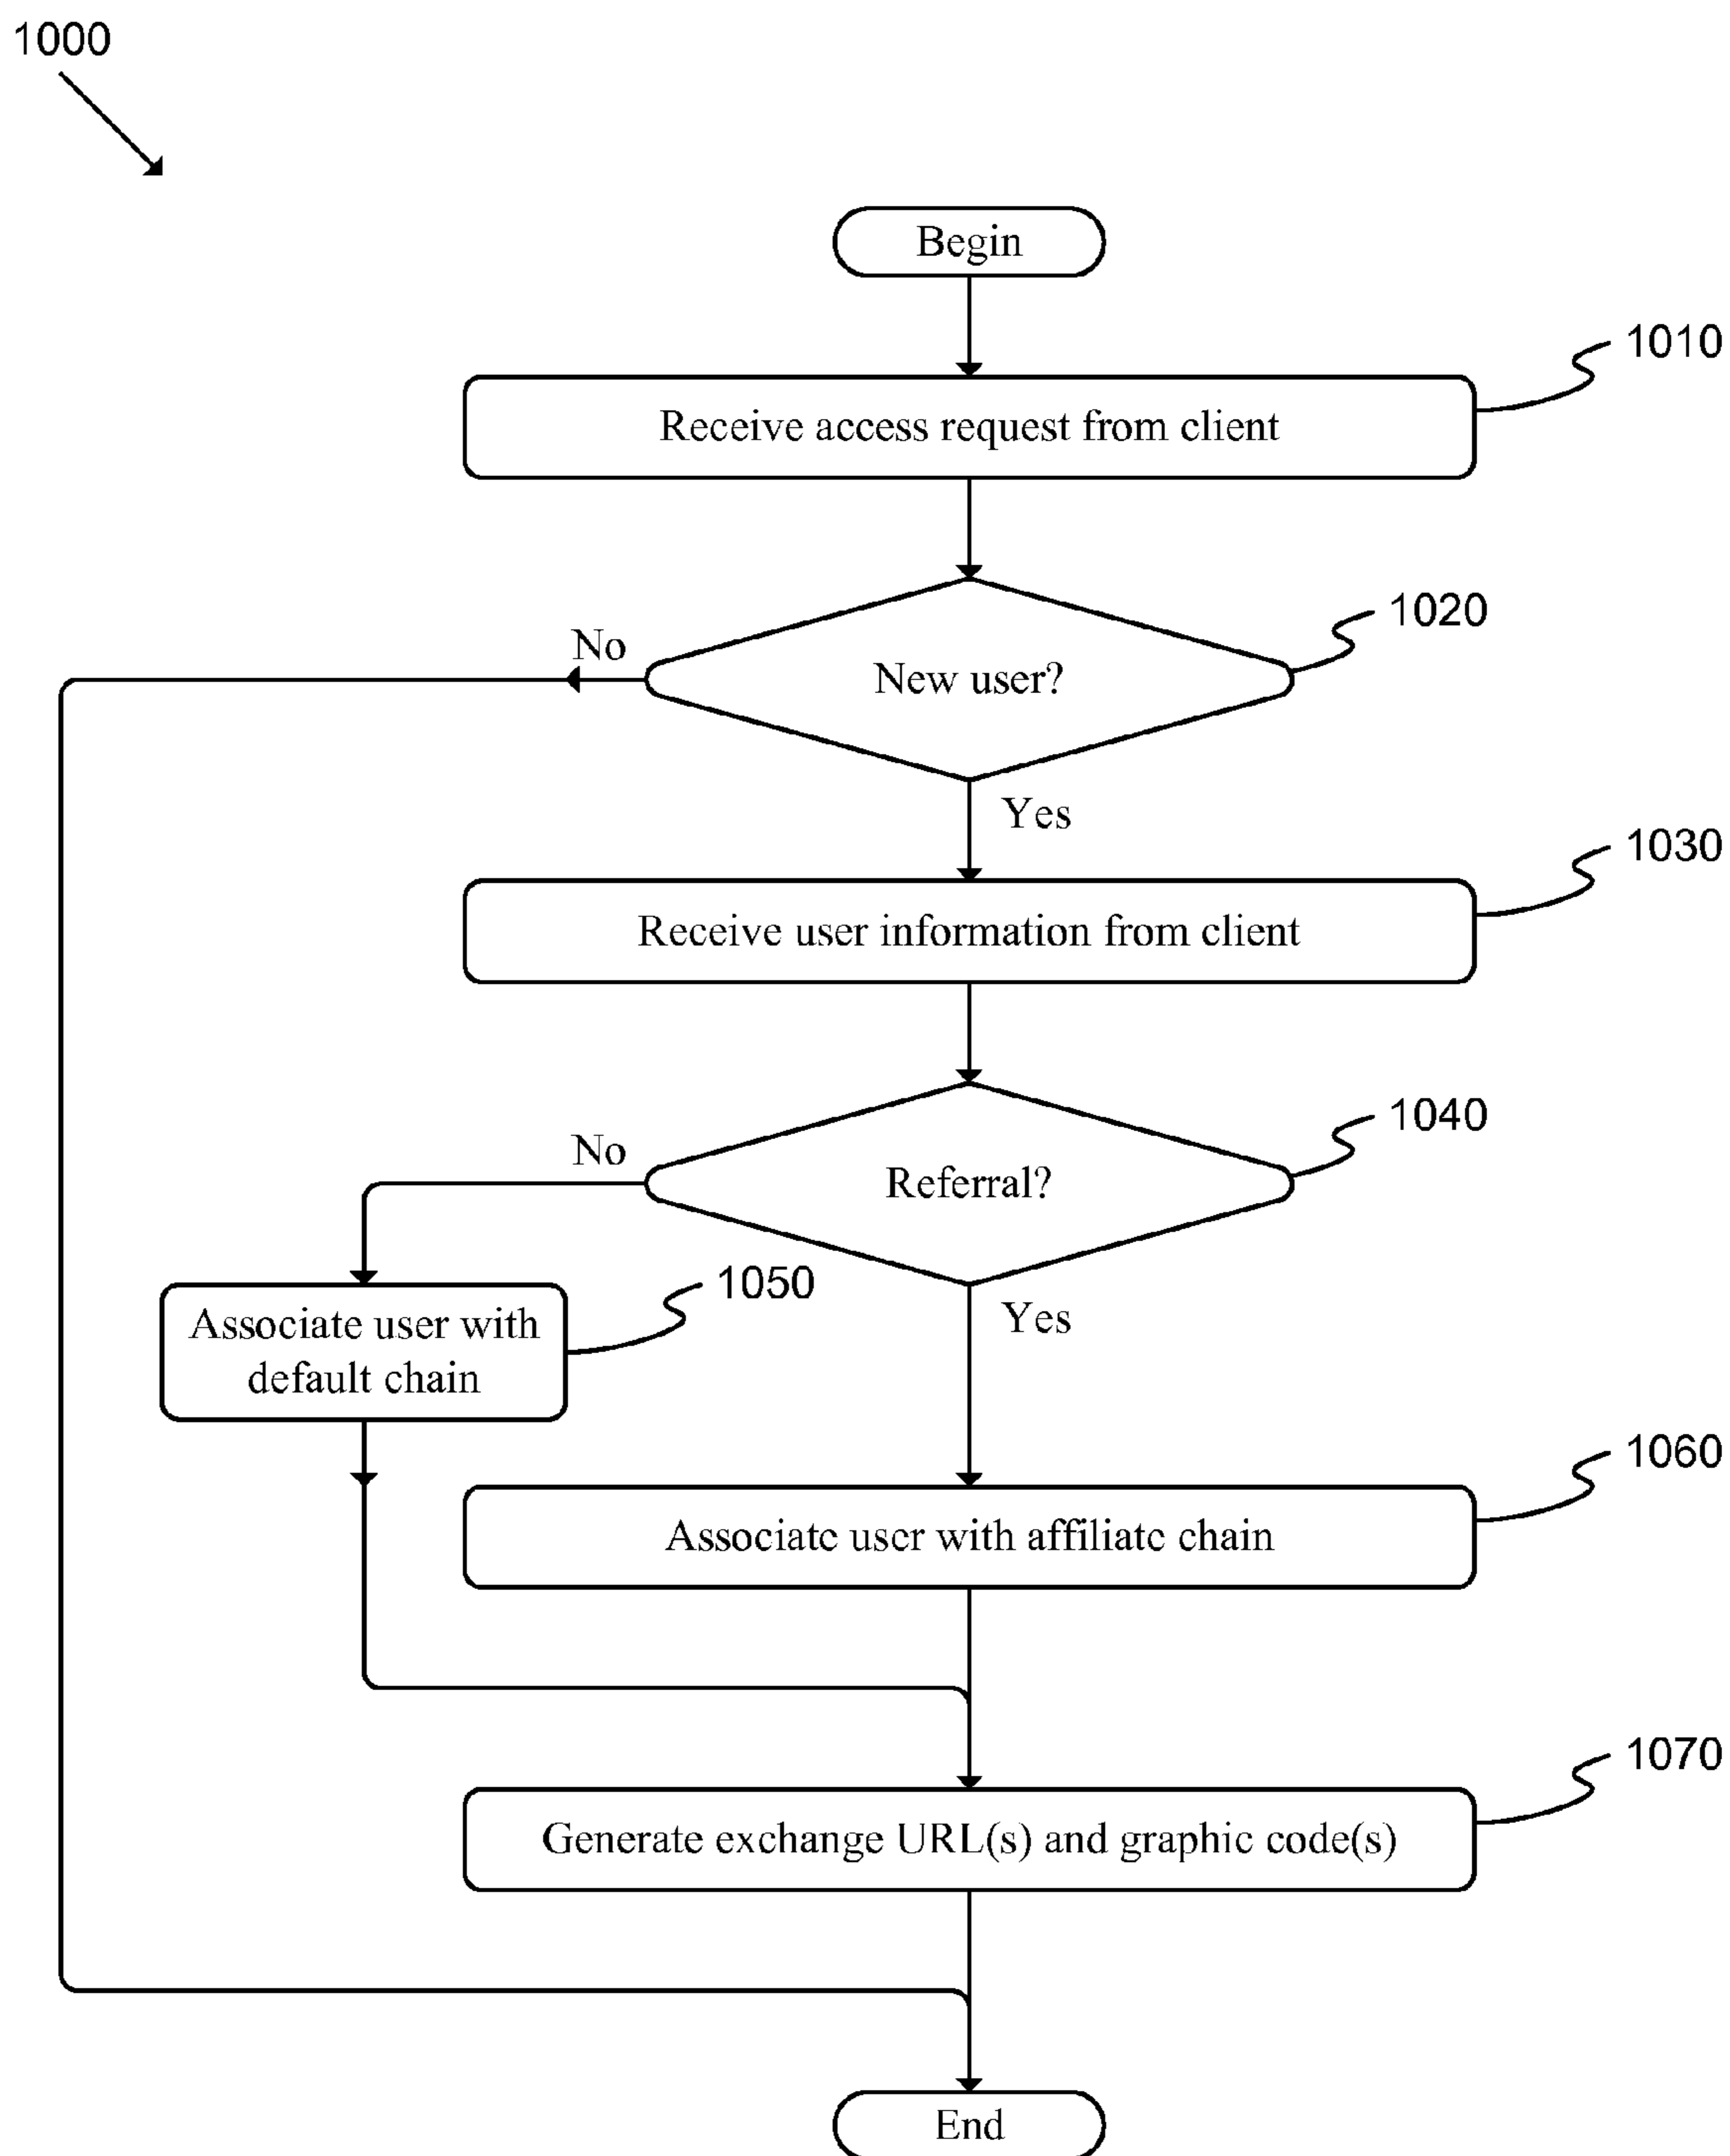 1000
Begin
1010
Receive access request from client
1020
No
New user?
Yes
1030
Receive user information from client
1040
No
Referral?
1050
Yes
Associate user with
default chain
1060
Associate user with affiliate chain
1070
Generate exchange URL(s) and graphic code(s)
End